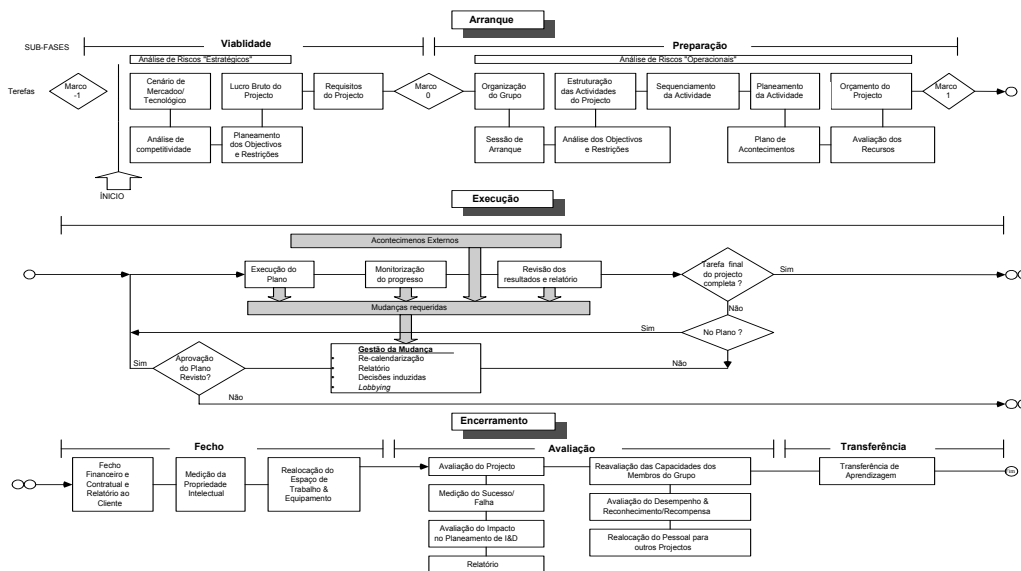 Arranque
SUB-FASES
Viablidade
Preparação
Análise de Riscos "Estratégicos"
Análise de Riscos "Operacionais"
Terefas
Marco
-1
Cenário de
Mercados/
Tecnológico
Lucro Bruto do
Projecto
Requisitos
do Projecto
Marco
0
Organização
do Grupo
Estruturação
das Actividades
do Projecto
Sequenciamento
da Actividade
Planeamento
da Actividade
Orçamento do
Projecto
Marco
1
Análise de
competitividade
Planeamento
dos Objectivos
e Restrições
Sessão de
Arranque
Análise dos Objectivos
e Restrições
Plano de
Acontecimentos
Avaliação dos
Recursos
ÍNICIO
Execução
Acontecimenos Externos
Execução do
Plano
Monitorização
do progresso
Revisão dos
resultados e relatório
Tarefa final
do projecto
completa ?
Sim
Mudanças requeridas
Não
Sim
No Plano ?
Gestão da Mudança
• Re-calendarização
• Relatório
• Decisões induzidas
• Lobbying
Sim
Aprovação
do Plano
Revisto?
Não
Não
Encerramento
Fecho
Avaliação
Transferência
Fecho
Financeiro e
Contratual e
Relatório ao
Cliente
Medição da
Propriedade
Intelectual
Realocação do
Espaço de
Trabalho &
Equipamento
Avaliação do Projecto
Reavaliação das Capacidades dos
Membros do Grupo
Transferência de
Aprendizagem
Medição do Sucesso/
Falha
Avaliação do Desempenho &
Reconhecimento/Recompensa
Avaliação do Impacto
no Planeamento de I&D
Realocação do Pessoal para
outros Projectos
Relatório